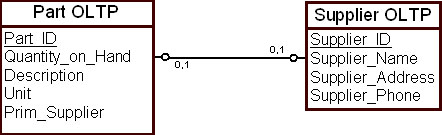 Part OLTP
Part_ID
Quantity_on_Hand
Description
Unit
Prim_Supplier
0,1
0,1
Supplier OLTP
Supplier_ID
Supplier_Name
Supplier_Address
Supplier_Phone